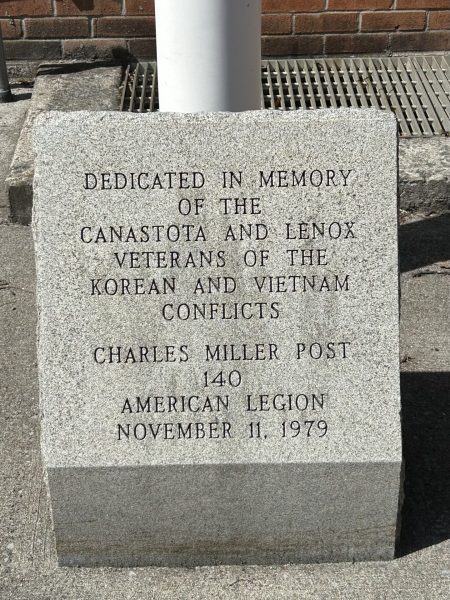 DEDICATED IN MEMORY
OF THE
CANASTOTA AND LENOX
VETERANS OF THE
KOREAN AND VIETNAM
CONFLICTS
CHARLES MILLER POST
140
AMERICAN LEGION
NOVEMBER 11, 1979